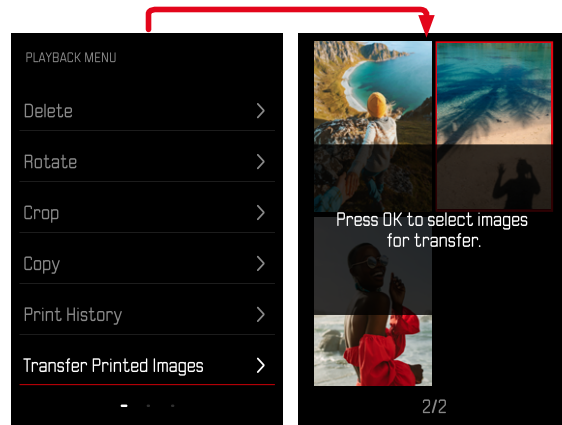 PLAYBACK MENU
Delete
Rotate
Crop
Copy
Print History
Transfer Printed Images
Press OK to select images
for transfer.
2/2